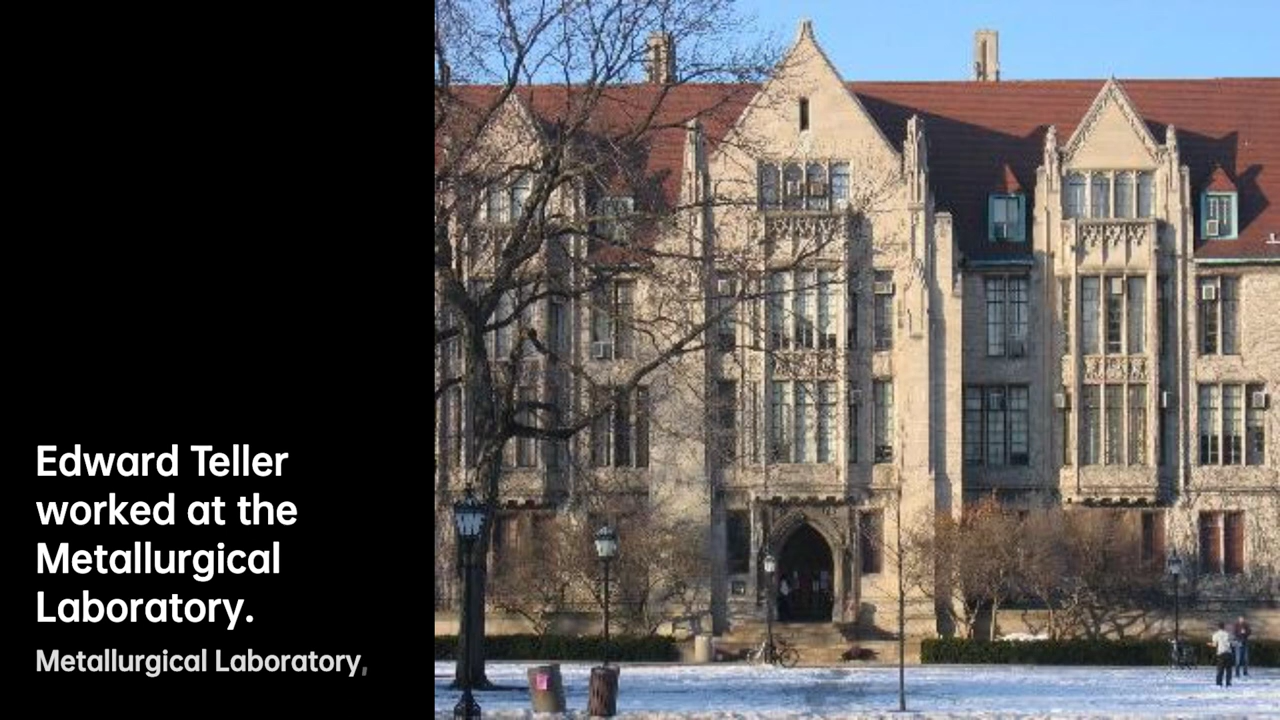 Edward Teller
worked at the
Metallurgical
Laboratory.
Metallurgical Laboratory,